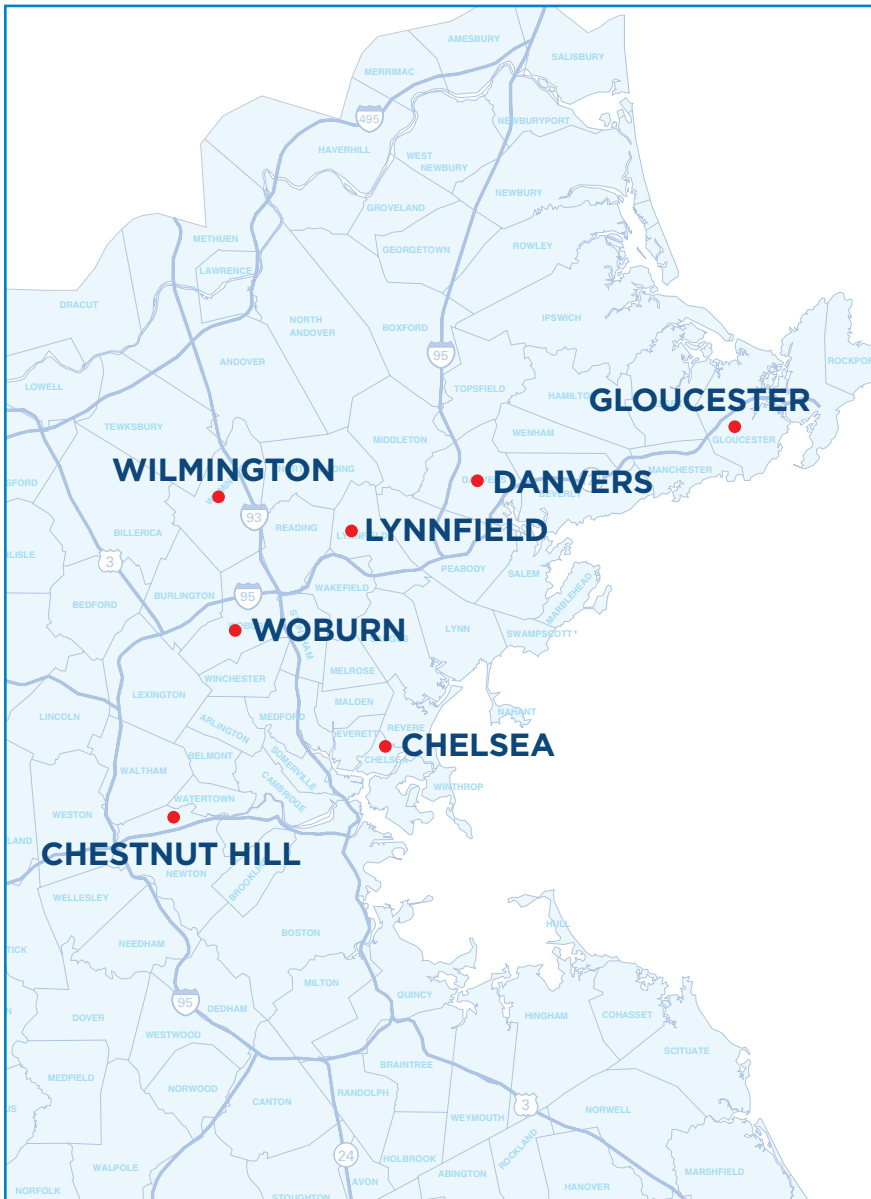 AMESBURY
SALISBURY
MERRIMAC
495
NEWBURYPORT
HAVERHILL
WEST
NEWBURY
NEWBURY
GROVELAND
METHUEN
GEORGETOWN
ROWLEY
LAWRENCE
DRACUT
NORTH
ANDOVER
BOXFORD
IPSWICH
95
ANDOVER
ROCKPORT
LOWELL
TOPSFIELD
HAMILTON
GLOUCESTER
TEWKSBURY
WENHAM
MIDDLETON
GLOUCESTER
WILMINGTON
MANCHESTER
DANVERS
BEVERLY
93
READING
LYNNFIELD
BILLERICA
3
PEABODY
SALEM
WAKEFIELD
MARBLEHEAD
BURLINGTON
95
BEDFORD
WOBURN
STONEHAM
LYNN
SWAMPSCOTT
MELROSE
WINCHESTER
LEXINGTON
MALDEN
NAHANT
LINCOLN
MEDFORD
ARLINGTON
REVERE
EVERETT
CHELSEA
CHELSEA
BELMONT
SOMERVILLE
WALTHAM
CAMBRIDGE
WINTHROP
WATERTOWN
WESTON
LAND
CHESTNUT HILL
NEWTON
WELLESLEY
HULL
BOSTON
NEEDHAM
TICK
MILTON
QUINCY
95
DEDHAM
HINGHAM
COHASSET
DOVER
WESTWOOD
SCITUATE
BRAINTREE
MEDFIELD
NORWOOD
RANDOLPH
CANTON
3
NORWELL
WEYMOUTH
ROCKLAND
24
HOLBROOK
WALPOLE
ABINGTON
MARSHFIELD
AVON
HANOVER
NORFOLK
STOUGHTON